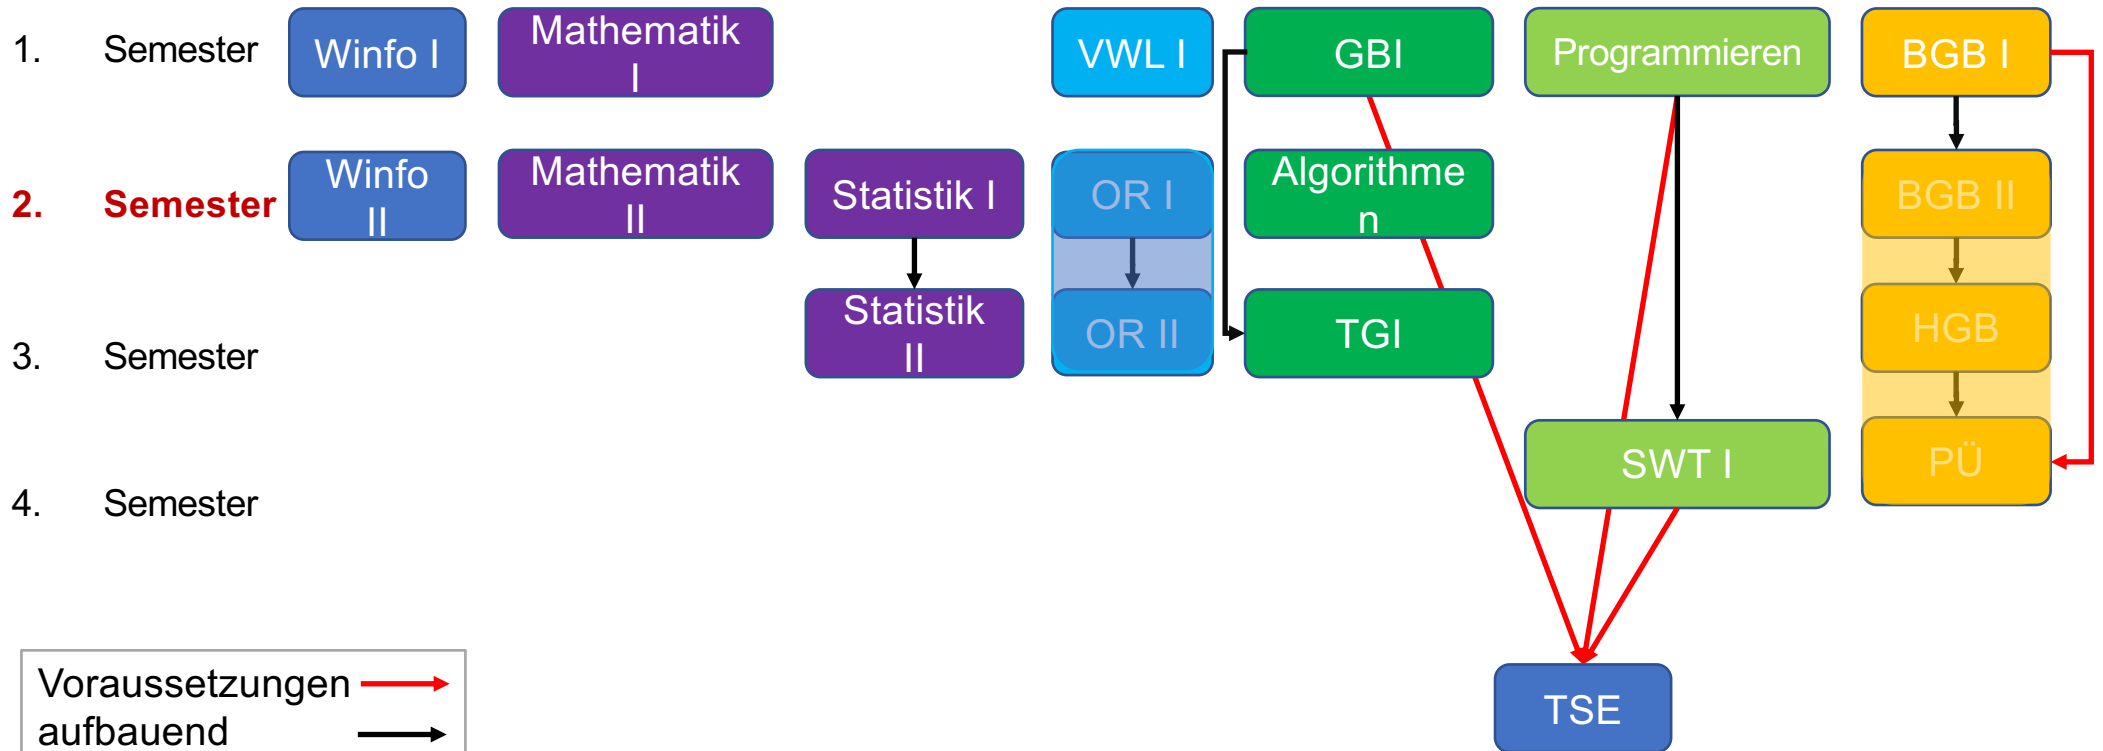 1. Semester
Winfo I
Mathematik
I
VWL I
GBI
Programmieren
BGB I
2. Semester
Winfo
II
Mathematik
II
Statistik I
OR I
Algorithme
n
BGB II
3. Semester
Statistik
II
OR II
TGI
HGB
4. Semester
SWT I
PÜ
TSE
Voraussetzungen
aufbauend